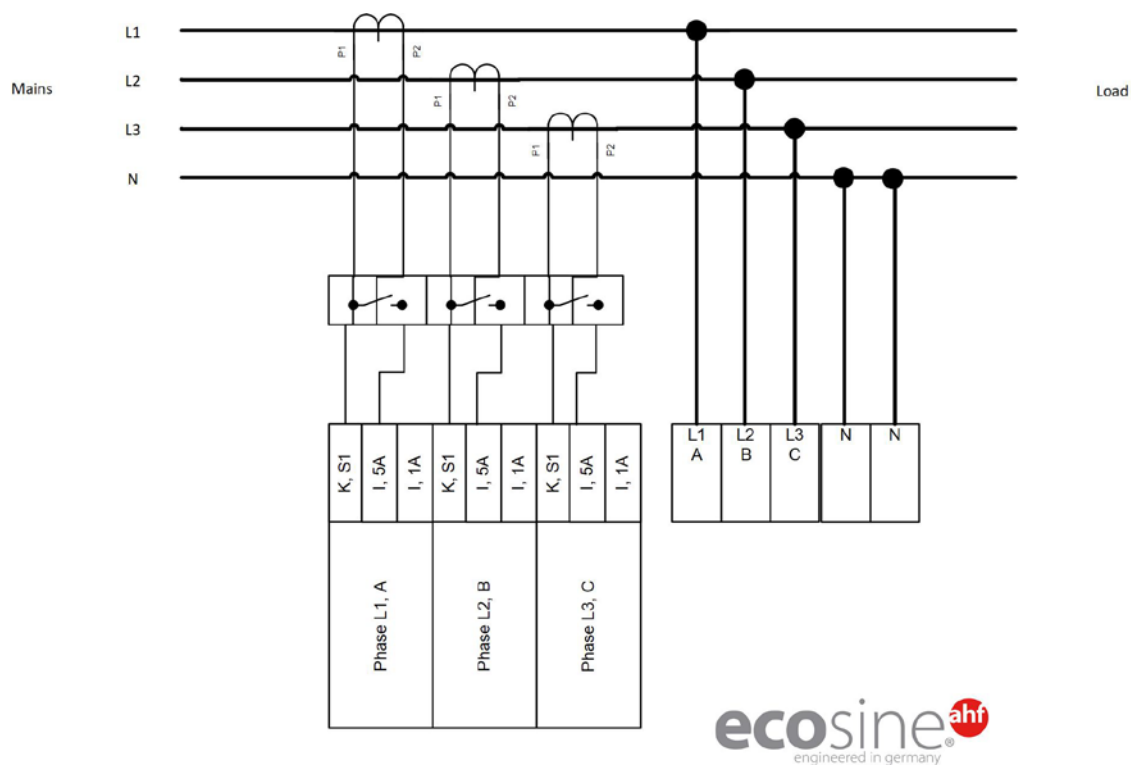 L1
P1
P2
L2
Mains
P1
P2
Load
L3
P1
P2
N
K, S1
I, 5A
I, 1A
K, S1
I, 5A
I, 1A
K, S1
I, 5A
I, 1A
L1
A
L2
B
L3
C
N
N
Phase L1, A
Phase L2, B
Phase L3, C
ecosine® ahf
engineered in germany